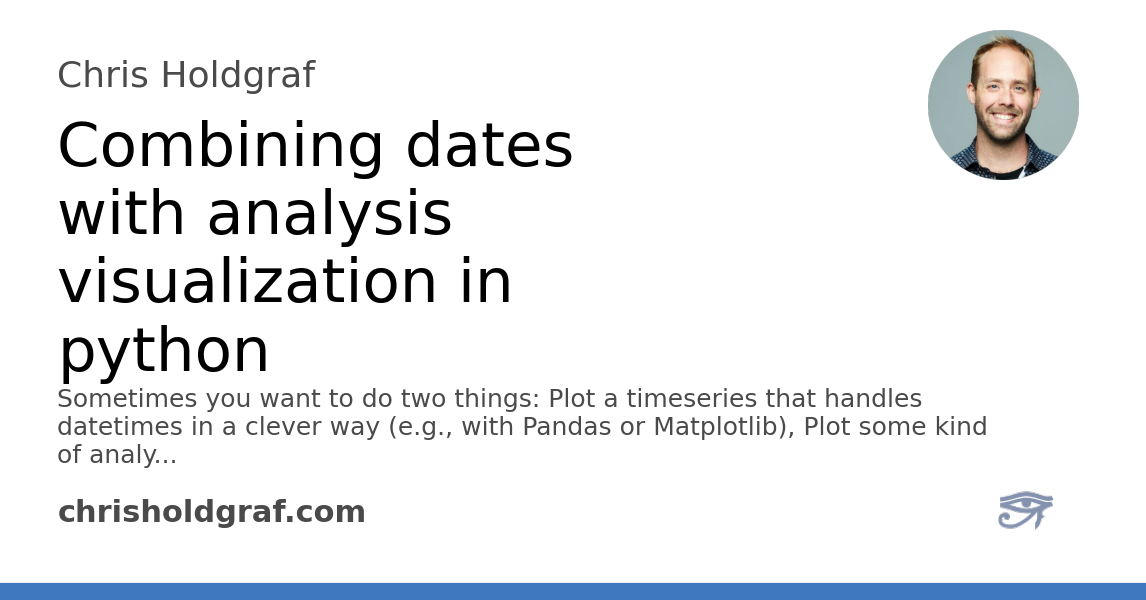 Chris Holdgraf
Combining dates
with analysis
visualization in
python
Sometimes you want to do two things: Plot a timeseries that handles
datetimes in a clever way (e.g., with Pandas or Matplotlib), Plot some kind
of analy...
chrisholdgraf.com